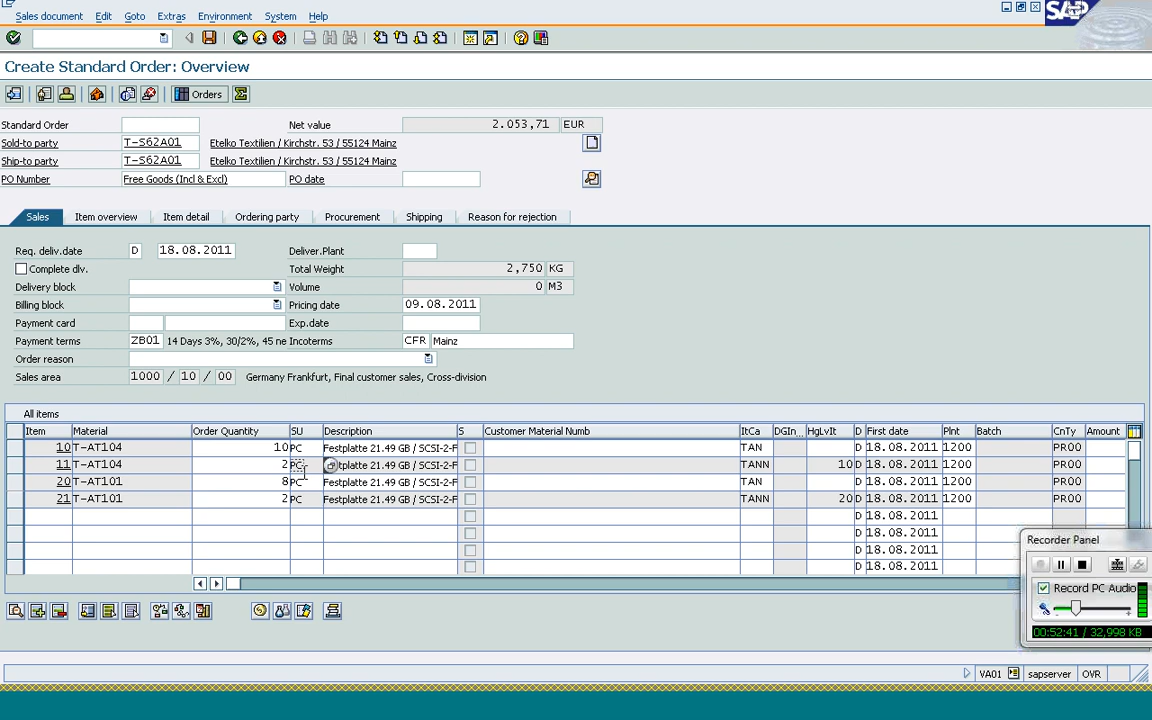 Sales document Edit Goto Extras Environment System Help
SAP
Create Standard Order: Overview
Orders
Standard Order Net value 2.053,71 EUR
Sold-to party T-S62A01 Etelko Textilien / Kirchstr. 53 / 55124 Mainz
Ship-to party T-S62A01 Etelko Textilien / Kirchstr. 53 / 55124 Mainz
PO Number Free Goods (Incl & Excl) PO date
Sales Item overview Item detail Ordering party Procurement Shipping Reason for rejection
Req. deliv.date D 18.08.2011 Deliver.Plant
Complete dlv. Total Weight 2,750 KG
Delivery block Volume 0 M3
Billing block Pricing date 09.08.2011
Payment card Exp.date
Payment terms ZB01 14 Days 3%, 30/2%, 45 ne Incoterms CFR Mainz
Order reason
Sales area 1000 / 10 / 00 Germany Frankfurt, Final customer sales, Cross-division
All items
Item Material Order Quantity SU Description S Customer Material Numb ItCa DGIn... HgLvIt D First date Plnt Batch CnTy Amount
10 T-AT104 10 PC Festplatte 21.49 GB / SCSI-2-F TAN D 18.08.2011 1200 PR00
11 T-AT104 2 PC tplatte 21.49 GB / SCSI-2-F TANN 10 D 18.08.2011 1200 PR00
20 T-AT101 8 PC Festplatte 21.49 GB / SCSI-2-F TAN D 18.08.2011 1200 PR00
21 T-AT101 2 PC Festplatte 21.49 GB / SCSI-2-F TANN 20 D 18.08.2011 1200 PR00
D 18.08.2011
D 18.08.2011
D 18.08.2011
D 18.08.2011
Recorder Panel
Record PC Audio
00:52:41 / 32,998 KB
VA01 sapserver OVR